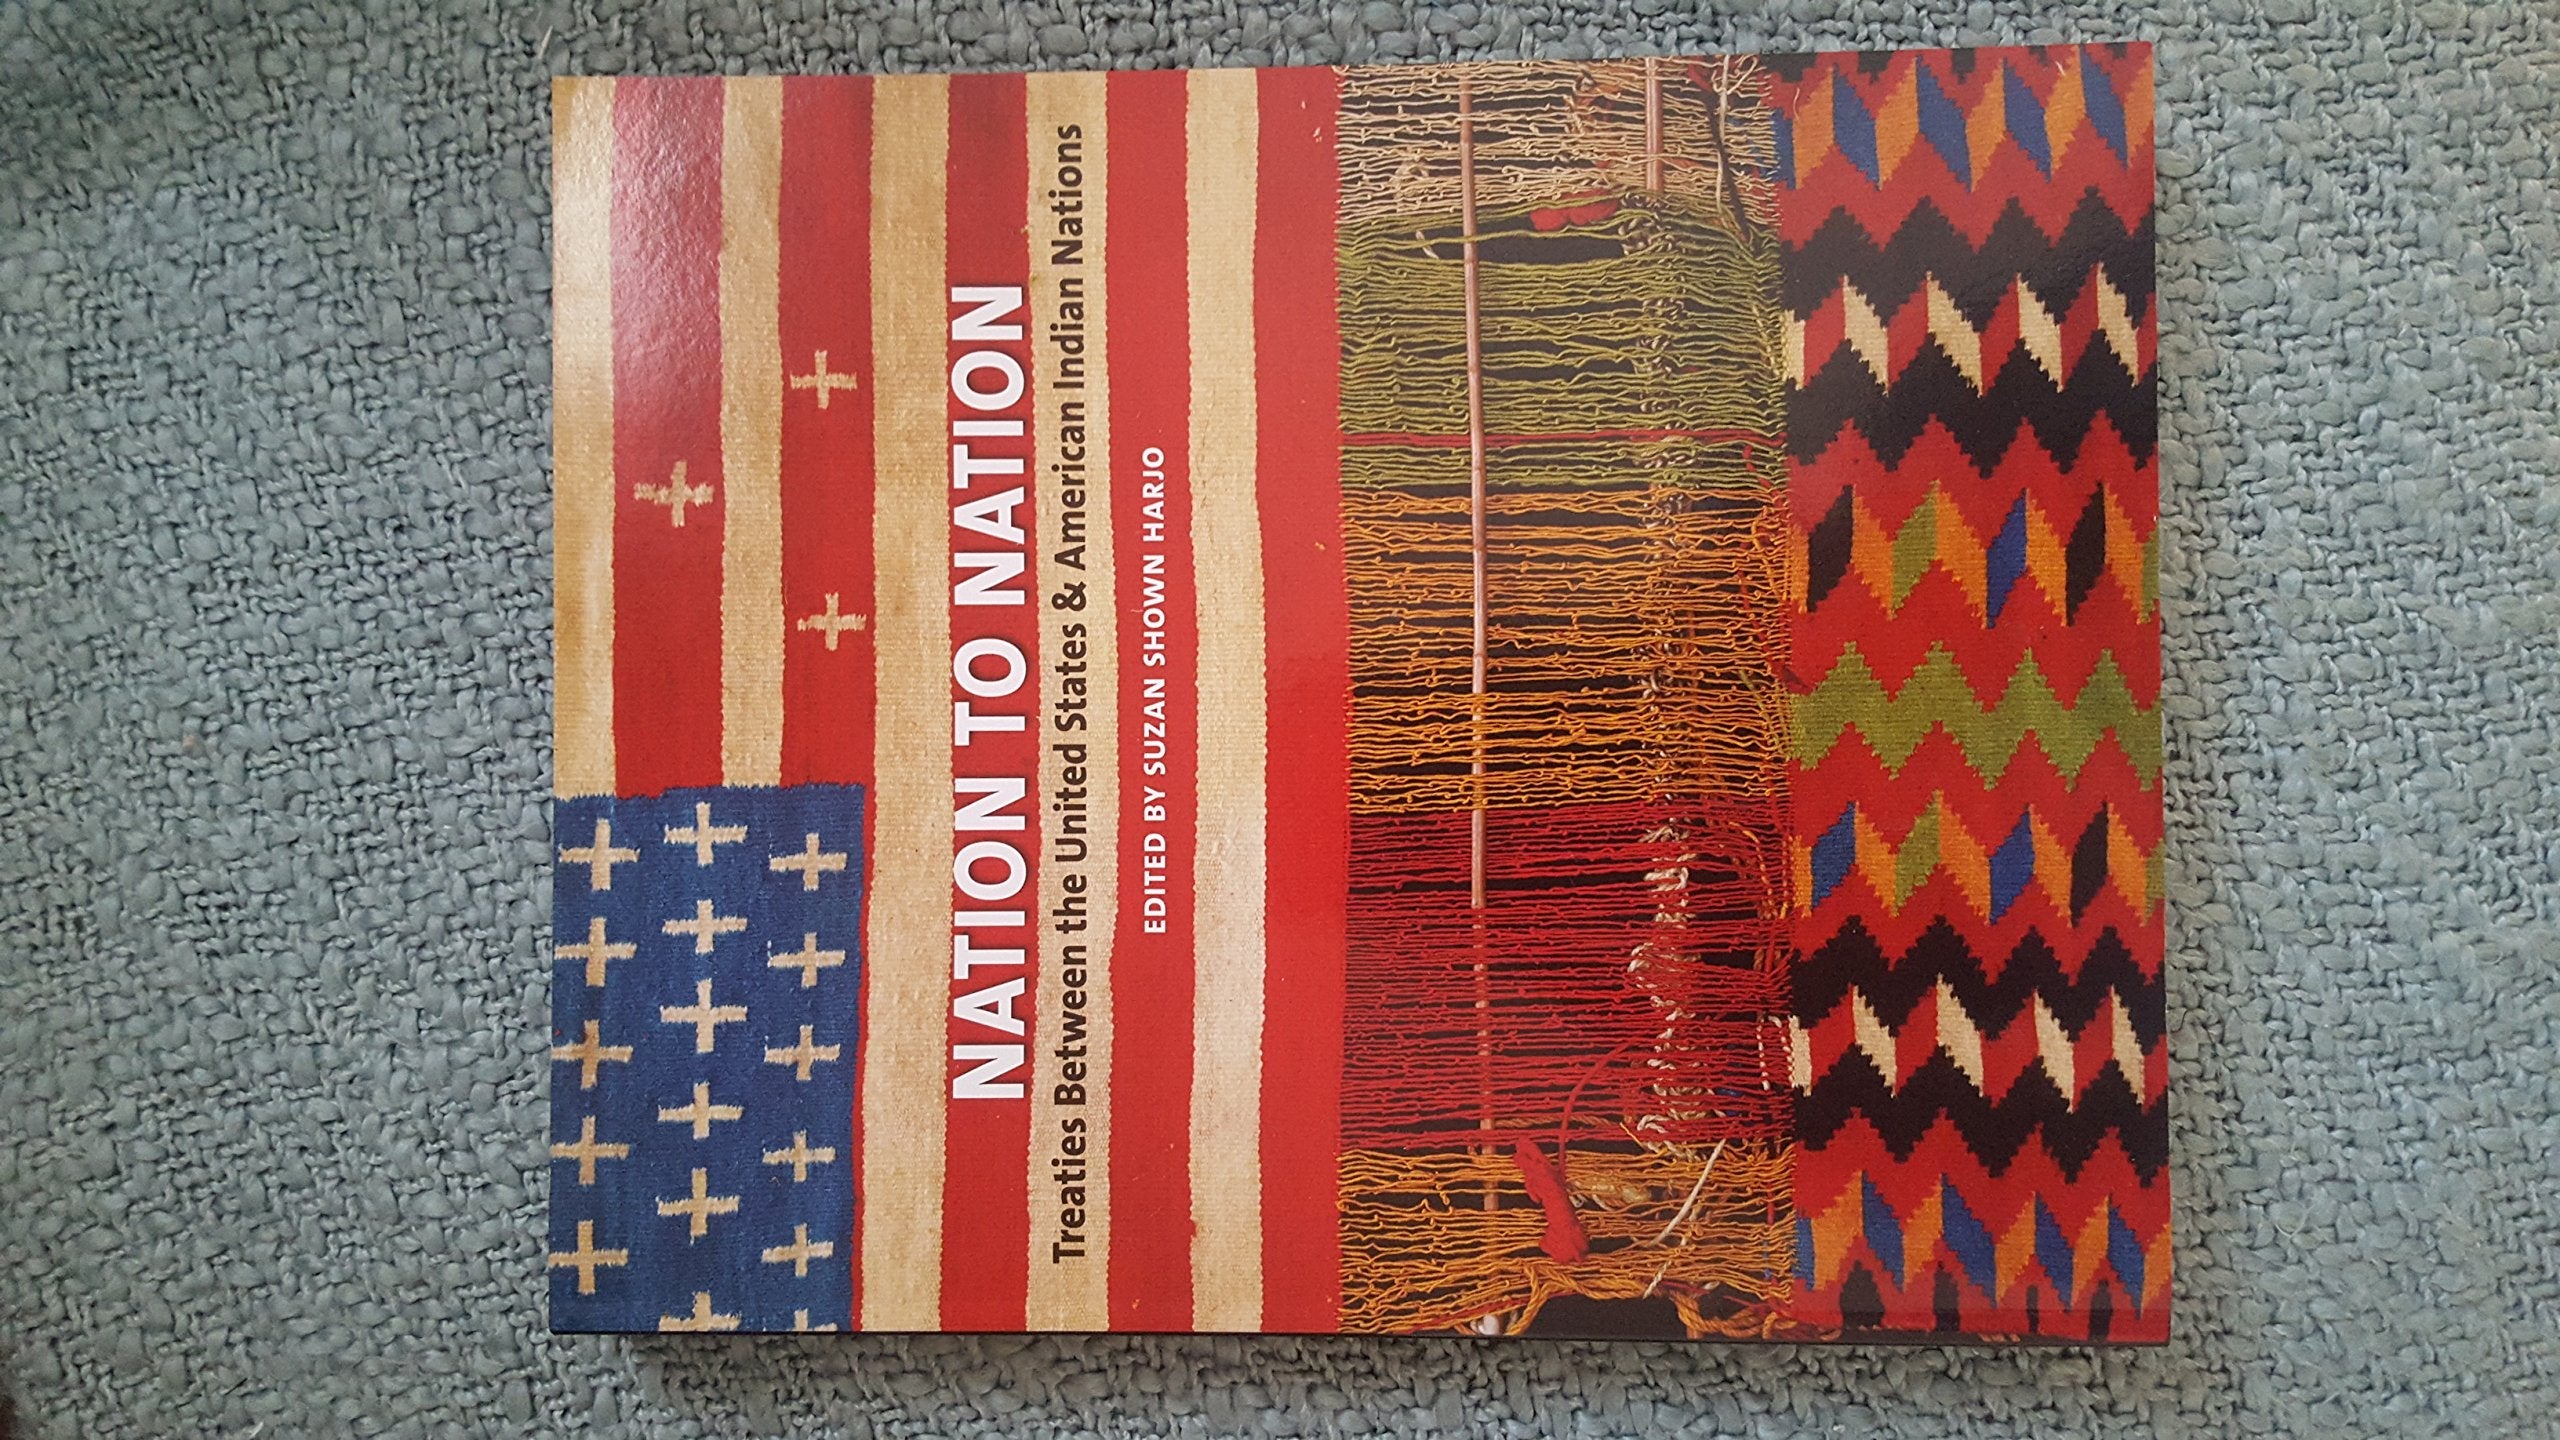 NATION TO NATION
Treaties Between the United States & American Indian Nations
EDITED BY SUZAN SHOWN HARJO